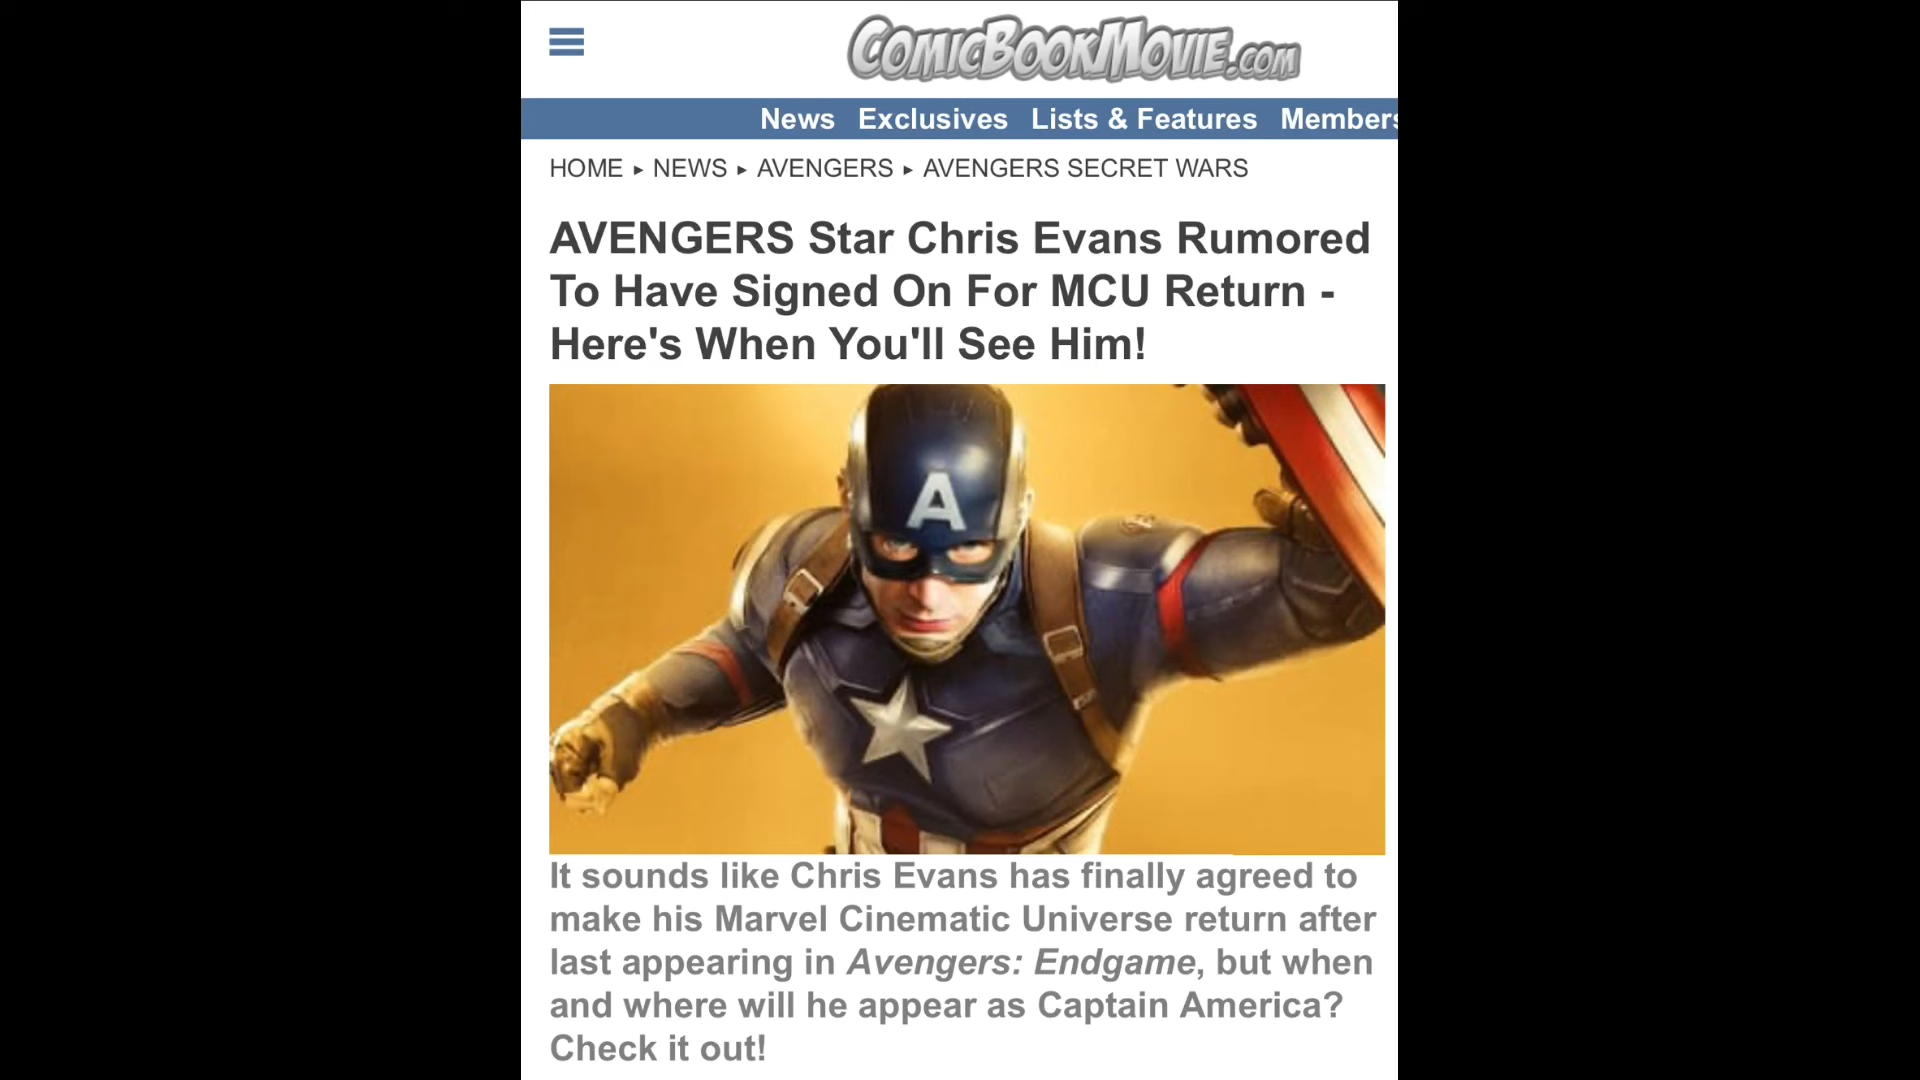 ComicBookMovie.com
News Exclusives Lists & Features Members
HOME ▸ NEWS ▸ AVENGERS ▸ AVENGERS SECRET WARS
AVENGERS Star Chris Evans Rumored
To Have Signed On For MCU Return -
Here's When You'll See Him!
A
It sounds like Chris Evans has finally agreed to
make his Marvel Cinematic Universe return after
last appearing in Avengers: Endgame, but when
and where will he appear as Captain America?
Check it out!